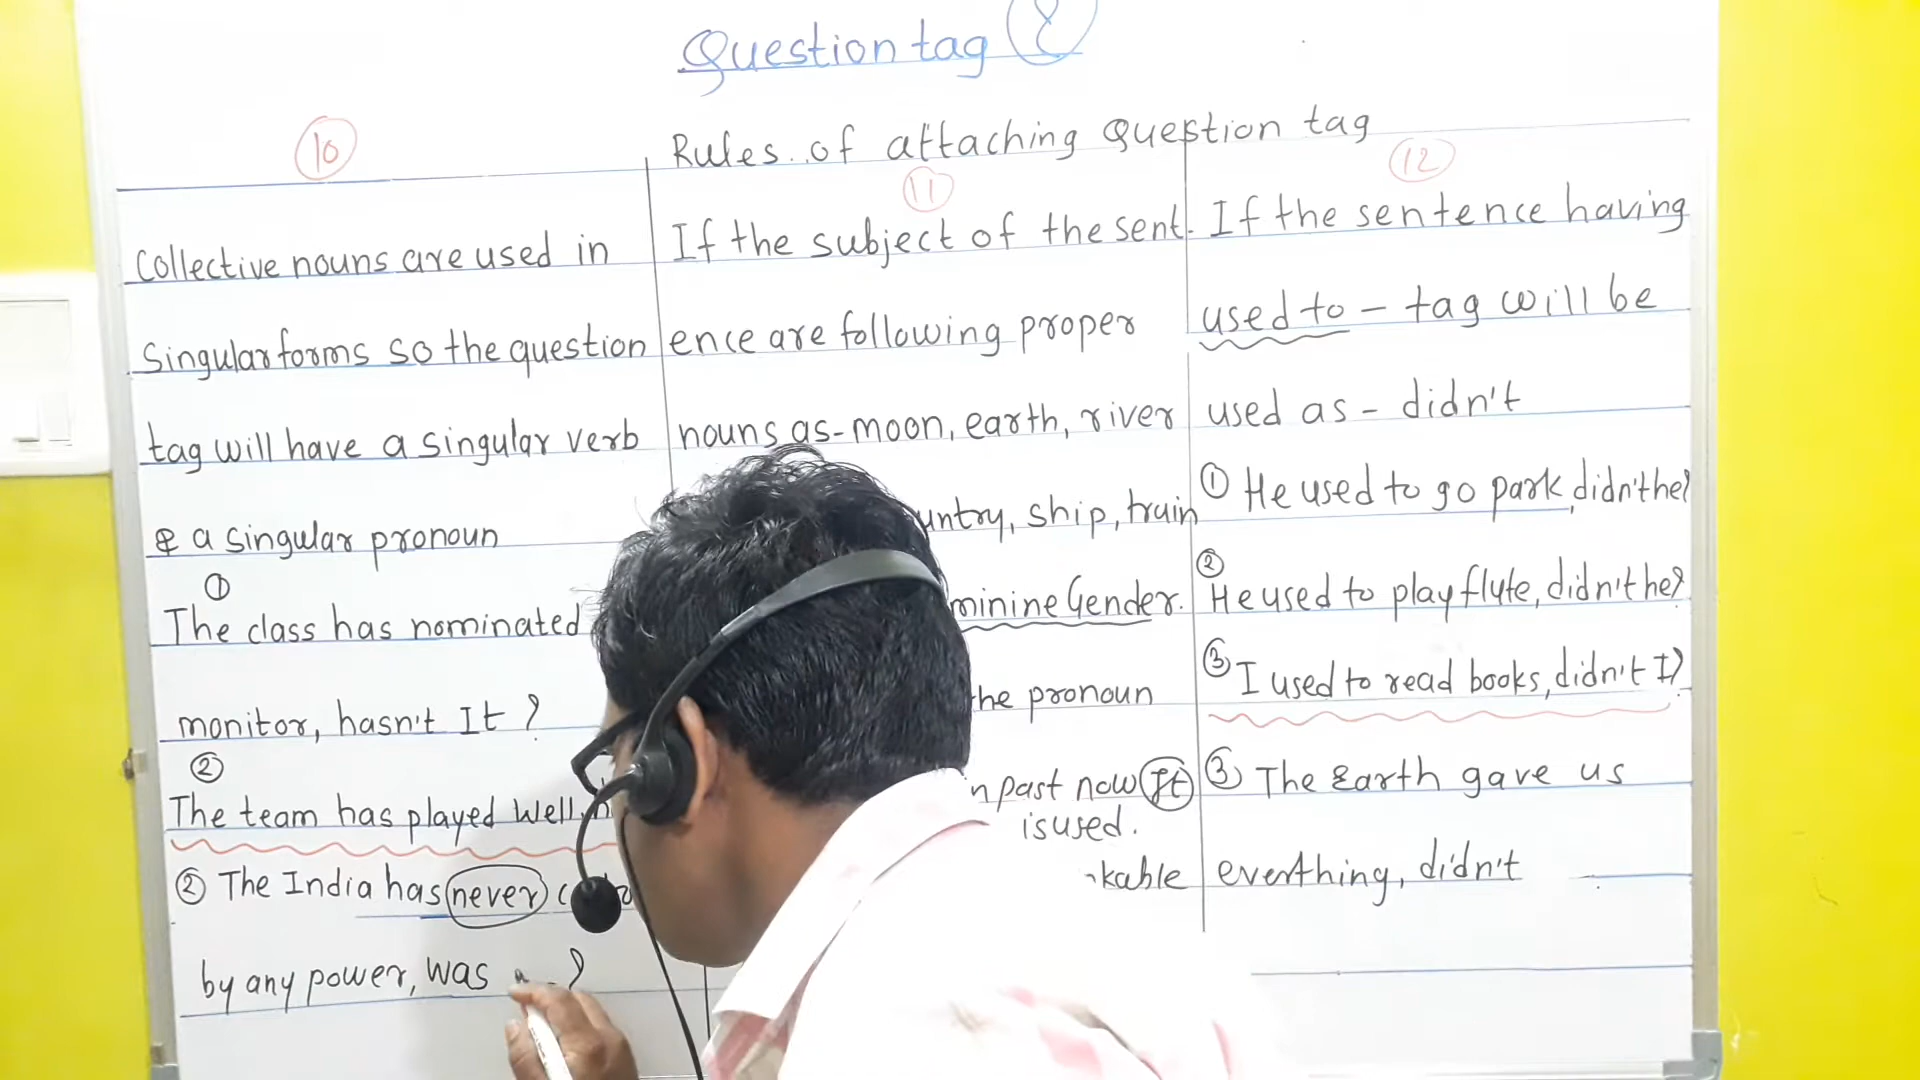 Question tag 8
Rules of attaching Question tag
10
Collective nouns are used in
Singular forms so the question
tag will have a singular verb
& a singular pronoun
①
The class has nominated
monitor, hasn't It ?
②
The team has played well,
② The India has never
by any power, was ?
11
If the subject of the sent-
ence are following proper
nouns as - moon, earth, river
untry, ship, train
minine Gender.
the pronoun
n past now It
is used.
kable
12
If the sentence having
used to - tag will be
used as - didn't
① He used to go park, didn't he?
②
He used to play flute, didn't he?
③ I used to read books, didn't I?
③ The Earth gave us
everthing, didn't